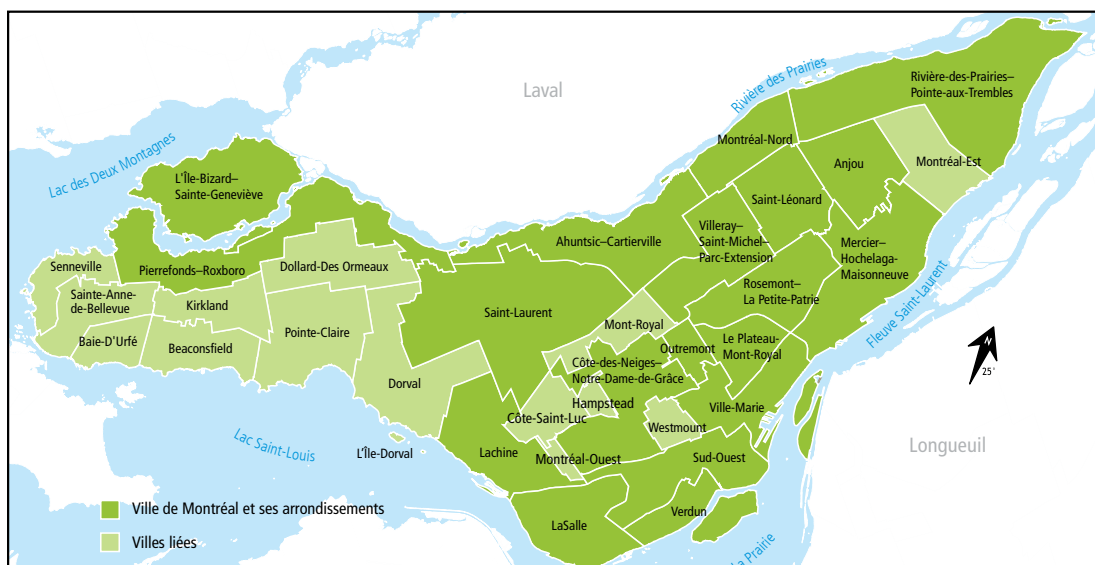 Laval
Rivière des Prairies
Rivière-des-Prairies–
Pointe-aux-Trembles
Montréal-Nord
Anjou
Montréal-Est
Lac des Deux Montagnes
L'Île-Bizard–
Sainte-Geneviève
Saint-Léonard
Villeray–
Saint-Michel–
Parc-Extension
Ahuntsic–Cartierville
Mercier–
Hochelaga-
Maisonneuve
Senneville
Pierrefonds–Roxboro
Dollard-Des Ormeaux
Sainte-Anne-
de-Bellevue
Kirkland
Rosemont–
La Petite-Patrie
Saint-Laurent
Mont-Royal
Pointe-Claire
Baie-D'Urfé
Beaconsfield
Outremont
Le Plateau-
Mont-Royal
Fleuve Saint-Laurent
N
25°
Côte-des-Neiges–
Notre-Dame-de-Grâce
Dorval
Hampstead
Ville-Marie
Côte-Saint-Luc
Westmount
Longueuil
Lac Saint-Louis
L'Île-Dorval
Lachine
Montréal-Ouest
Sud-Ouest
Ville de Montréal et ses arrondissements
Verdun
LaSalle
Villes liées
La Prairie